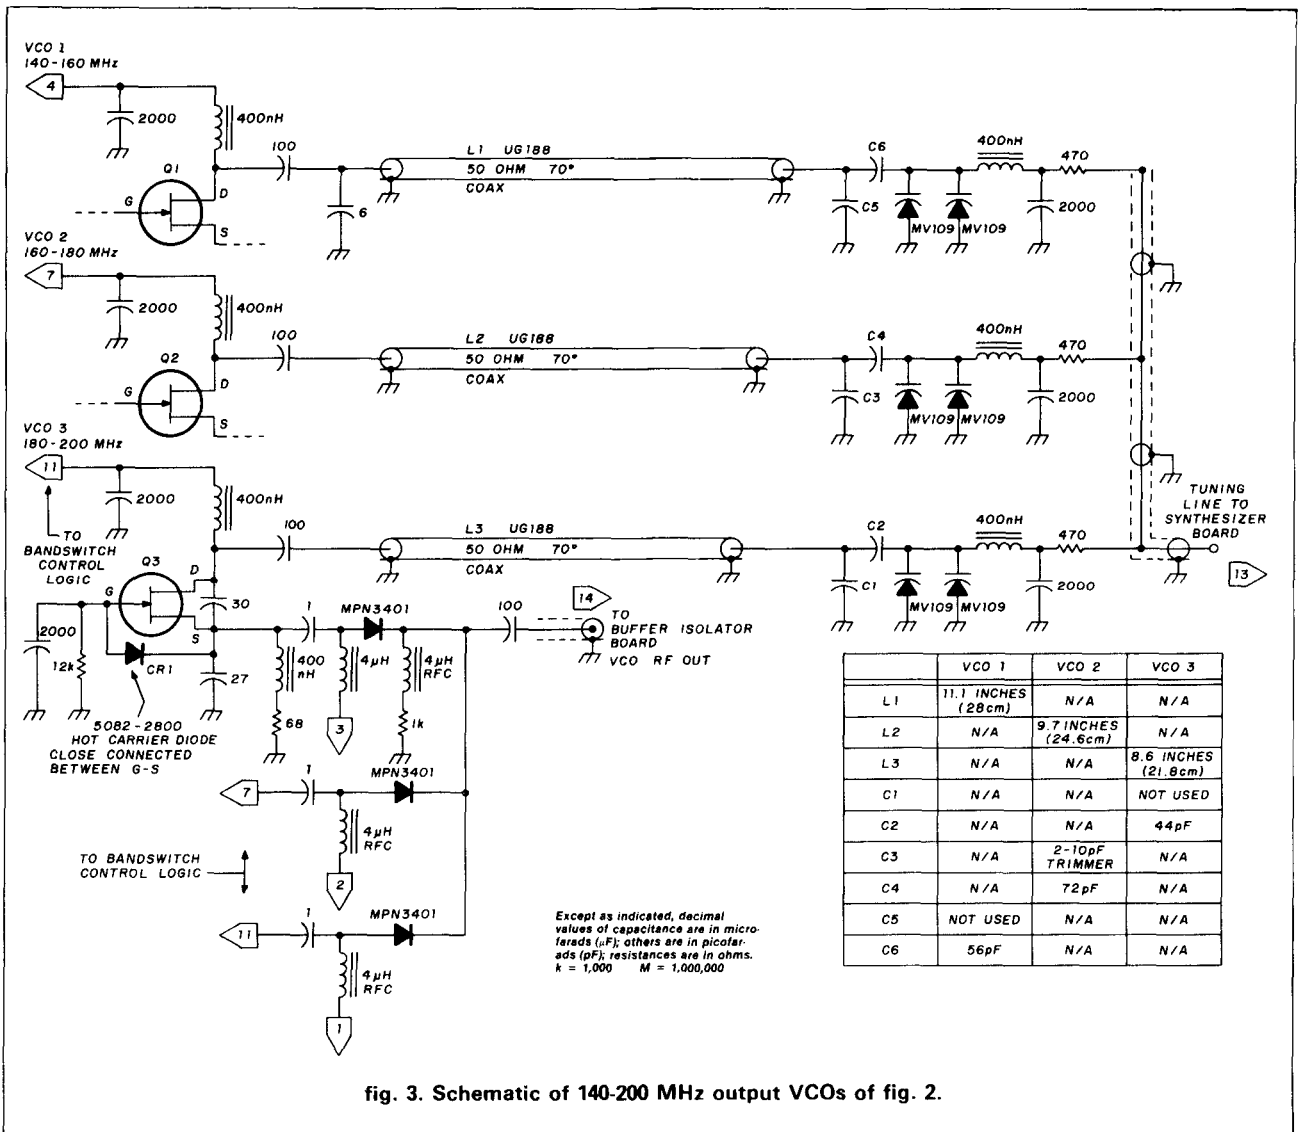 VCO 1
140-160 MHz
4
2000
400nH
Q1
G
D
S
100
6
L1 UG188
50 OHM 70°
COAX
C6
C5
MV109 MV109
400nH
2000
470
VCO 2
160-180 MHz
7
2000
400nH
Q2
G
D
S
100
L2 UG188
50 OHM 70°
COAX
C4
C3
MV109 MV109
400nH
2000
470
VCO 3
180-200 MHz
11
2000
400nH
TO
BANDSWITCH
CONTROL
LOGIC
Q3
G
D
S
100
L3 UG188
50 OHM 70°
COAX
C2
C1
MV109 MV109
400nH
2000
470
TUNING
LINE TO
SYNTHESIZER
BOARD
13
2000
12k
CR1
30
27
5082-2800
HOT CARRIER DIODE
CLOSE CONNECTED
BETWEEN G-S
400
nH
68
1
4µH
3
MPN3401
4µH
RFC
1k
100
14
TO
BUFFER ISOLATOR
BOARD
VCO RF OUT
7
1
MPN3401
4µH
RFC
2
TO BANDSWITCH
CONTROL LOGIC
11
1
MPN3401
4µH
RFC
1
Except as indicated, decimal
values of capacitance are in micro-
farads (µF); others are in picofar-
ads (pF); resistances are in ohms.
k = 1,000 M = 1,000,000
VCO 1 VCO 2 VCO 3
L1 11.1 INCHES (28cm) N/A N/A
L2 N/A 9.7 INCHES (24.6cm) N/A
L3 N/A N/A 8.6 INCHES (21.8cm)
C1 N/A N/A NOT USED
C2 N/A N/A 44pF
C3 N/A 2-10pF TRIMMER N/A
C4 N/A 72pF N/A
C5 NOT USED N/A N/A
C6 56pF N/A N/A
fig. 3. Schematic of 140-200 MHz output VCOs of fig. 2.